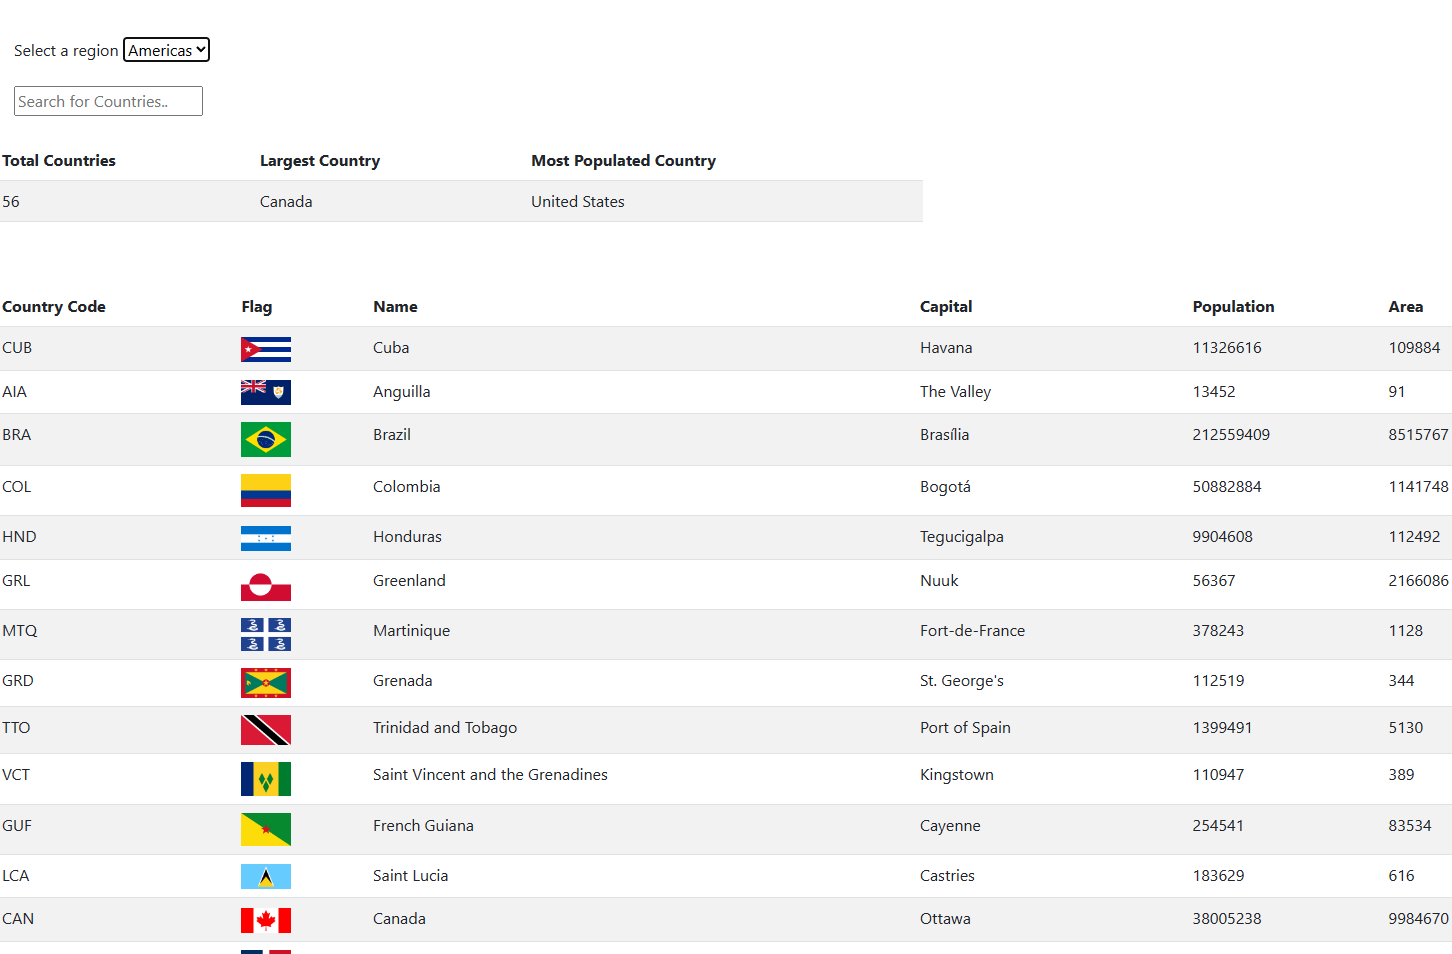 Select a region Americas
Search for Countries..
Total Countries Largest Country Most Populated Country
56 Canada United States
Country Code Flag Name Capital Population Area
CUB Cuba Havana 11326616 109884
AIA Anguilla The Valley 13452 91
BRA Brazil Brasília 212559409 8515767
COL Colombia Bogotá 50882884 1141748
HND Honduras Tegucigalpa 9904608 112492
GRL Greenland Nuuk 56367 2166086
MTQ Martinique Fort-de-France 378243 1128
GRD Grenada St. George's 112519 344
TTO Trinidad and Tobago Port of Spain 1399491 5130
VCT Saint Vincent and the Grenadines Kingstown 110947 389
GUF French Guiana Cayenne 254541 83534
LCA Saint Lucia Castries 183629 616
CAN Canada Ottawa 38005238 9984670